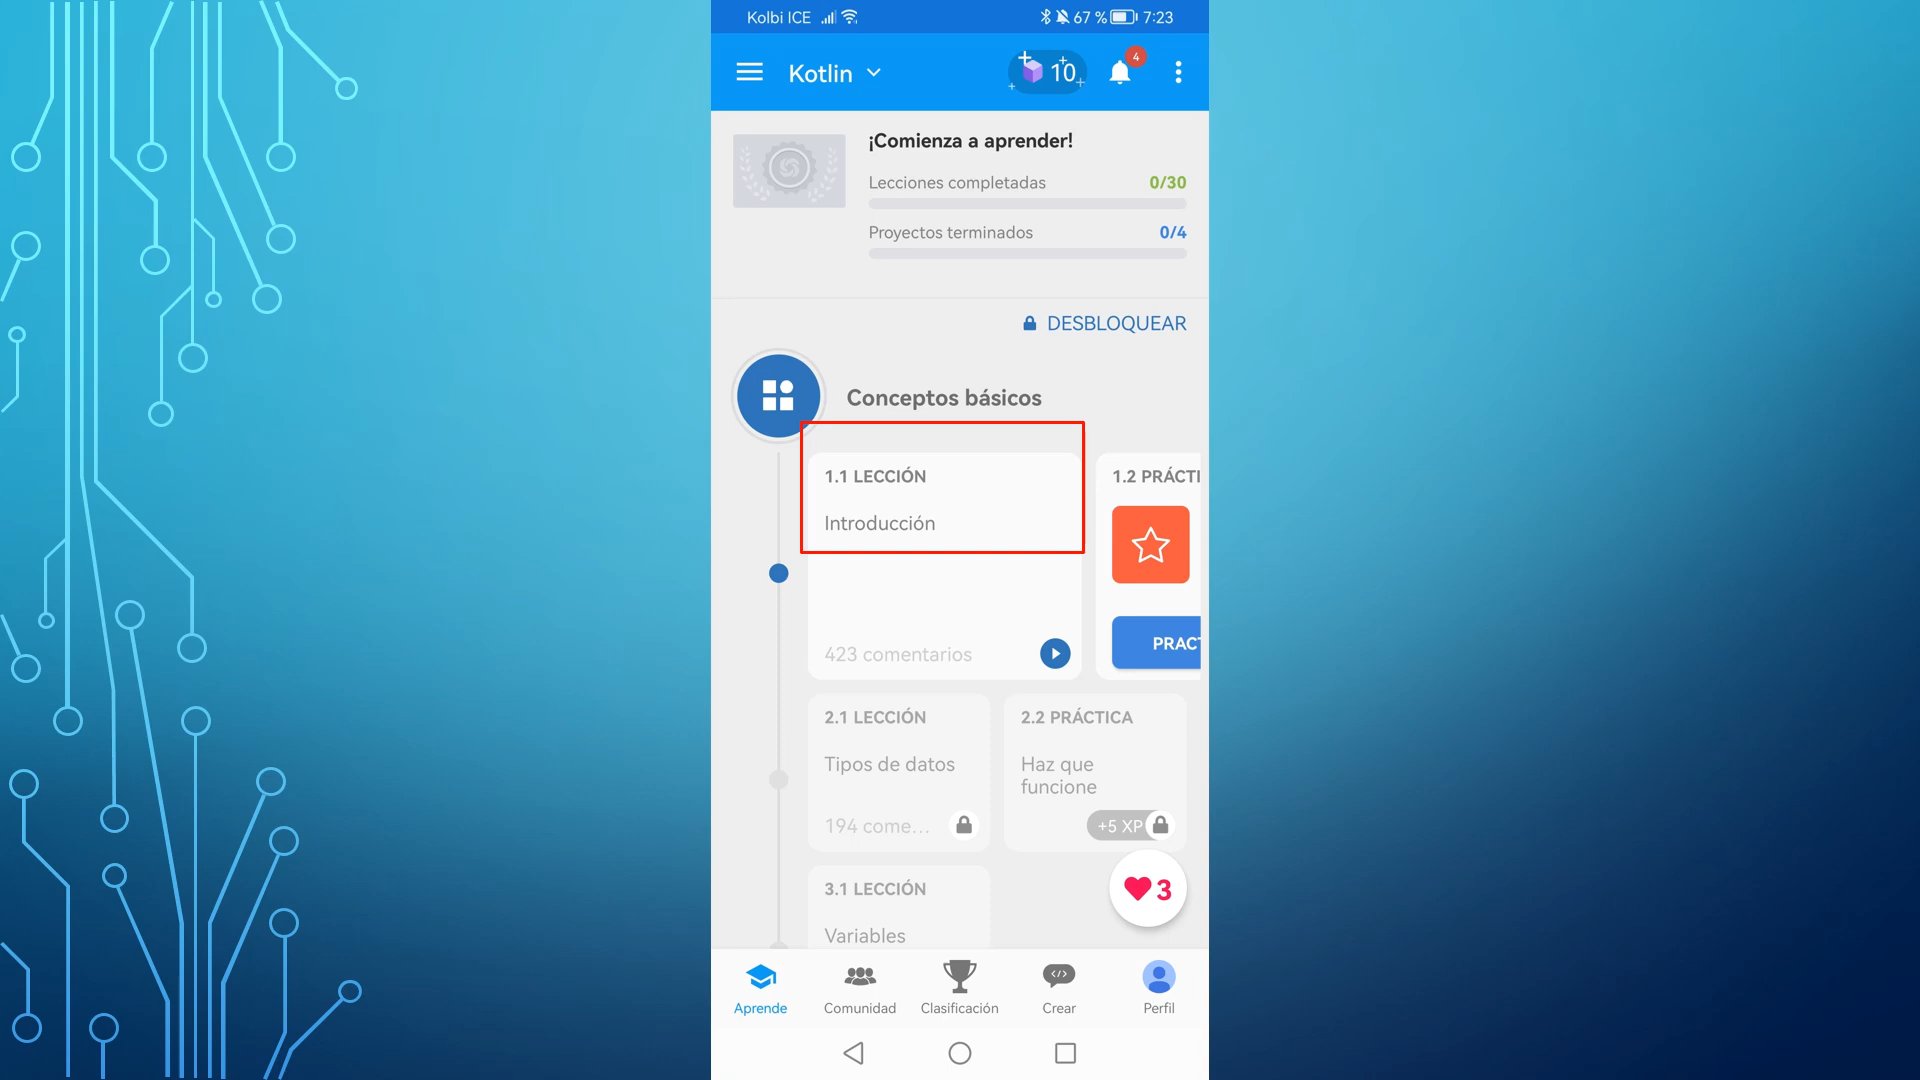 Kolbi ICE 67 % 7:23
Kotlin 10 4
¡Comienza a aprender!
Lecciones completadas 0/30
Proyectos terminados 0/4
DESBLOQUEAR
Conceptos básicos
1.1 LECCIÓN
Introducción
423 comentarios
1.2 PRÁCTI
PRACT
2.1 LECCIÓN
Tipos de datos
194 come...
2.2 PRÁCTICA
Haz que
funcione
+5 XP
3.1 LECCIÓN
Variables
3
Aprende Comunidad Clasificación Crear Perfil